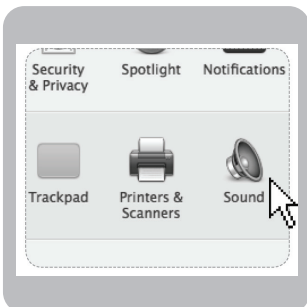 Security
& Privacy
Spotlight
Notifications
Trackpad
Printers &
Scanners
Sound